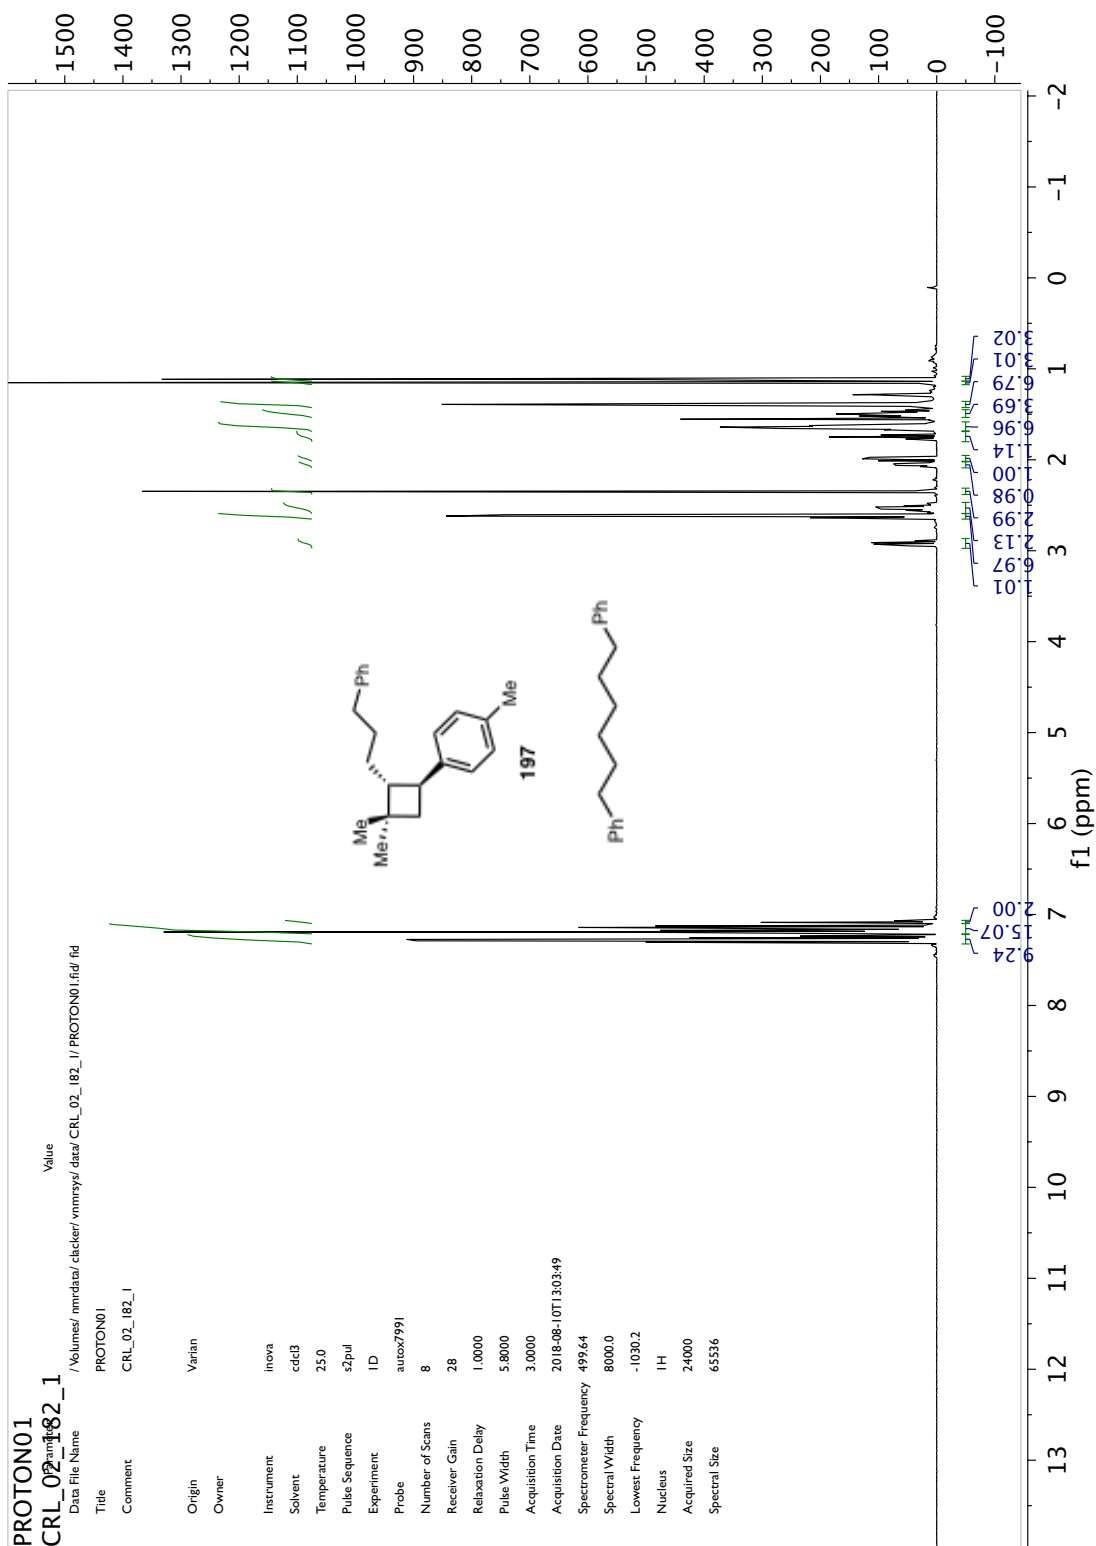 PROTON01
CRL_02_182_1
Parameter Value
Data File Name / Volumes/ nmrdata/ clacker/ vnmrsys/ data/ CRL_02_182_1/ PROTON01.fid/ fid
Title PROTON01
Comment CRL_02_182_1
Origin Varian
Owner
Instrument inova
Solvent cdcl3
Temperature 25.0
Pulse Sequence s2pul
Experiment 1D
Probe autox7991
Number of Scans 8
Receiver Gain 28
Relaxation Delay 1.0000
Pulse Width 5.8000
Acquisition Time 3.0000
Acquisition Date 2018-08-10T13:03:49
Spectrometer Frequency 499.64
Spectral Width 8000.0
Lowest Frequency -1030.2
Nucleus 1H
Acquired Size 24000
Spectral Size 65536
Me
Me
Ph
Me
197
Ph
Ph
1500
1400
1300
1200
1100
1000
900
800
700
600
500
400
300
200
100
0
-100
9.24
15.07
2.00
1.01
6.97
2.13
2.99
0.98
1.00
1.14
6.96
3.69
6.79
3.01
3.02
13 12 11 10 9 8 7 6 5 4 3 2 1 0 -1 -2
f1 (ppm)